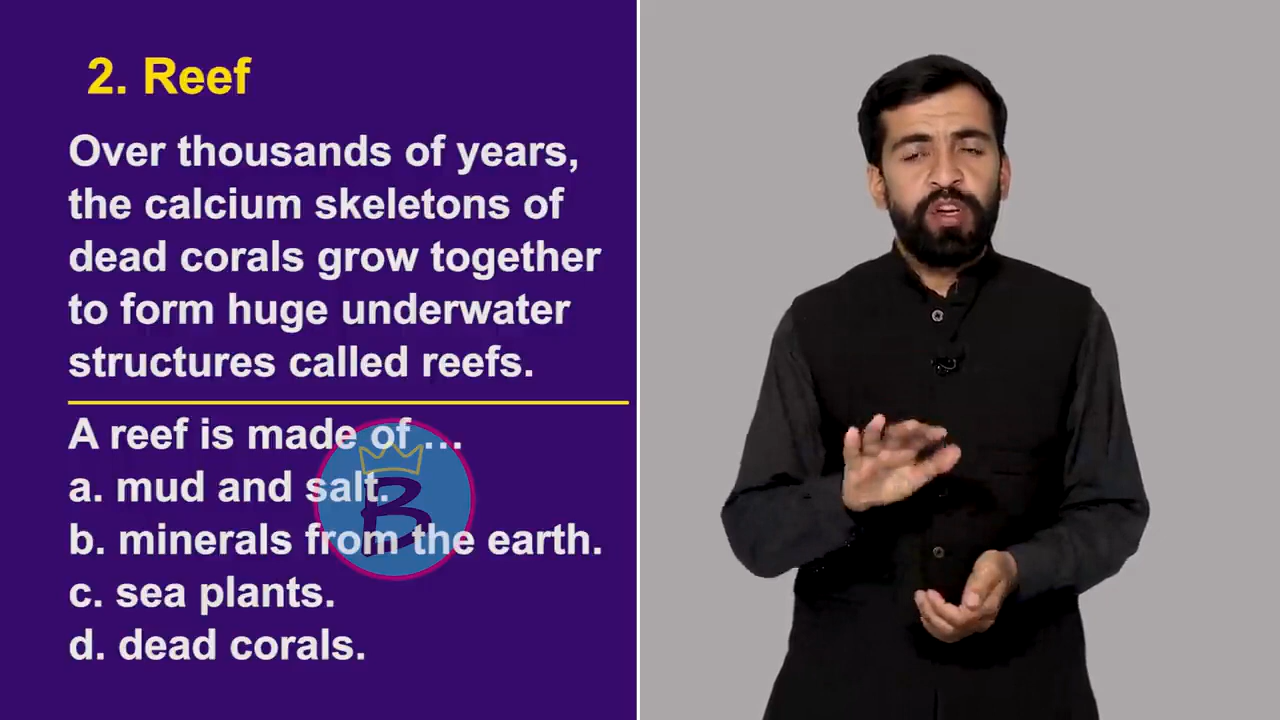 2. Reef
Over thousands of years,
the calcium skeletons of
dead corals grow together
to form huge underwater
structures called reefs.
A reef is made of …
a. mud and salt.
b. minerals from the earth.
c. sea plants.
d. dead corals.
B